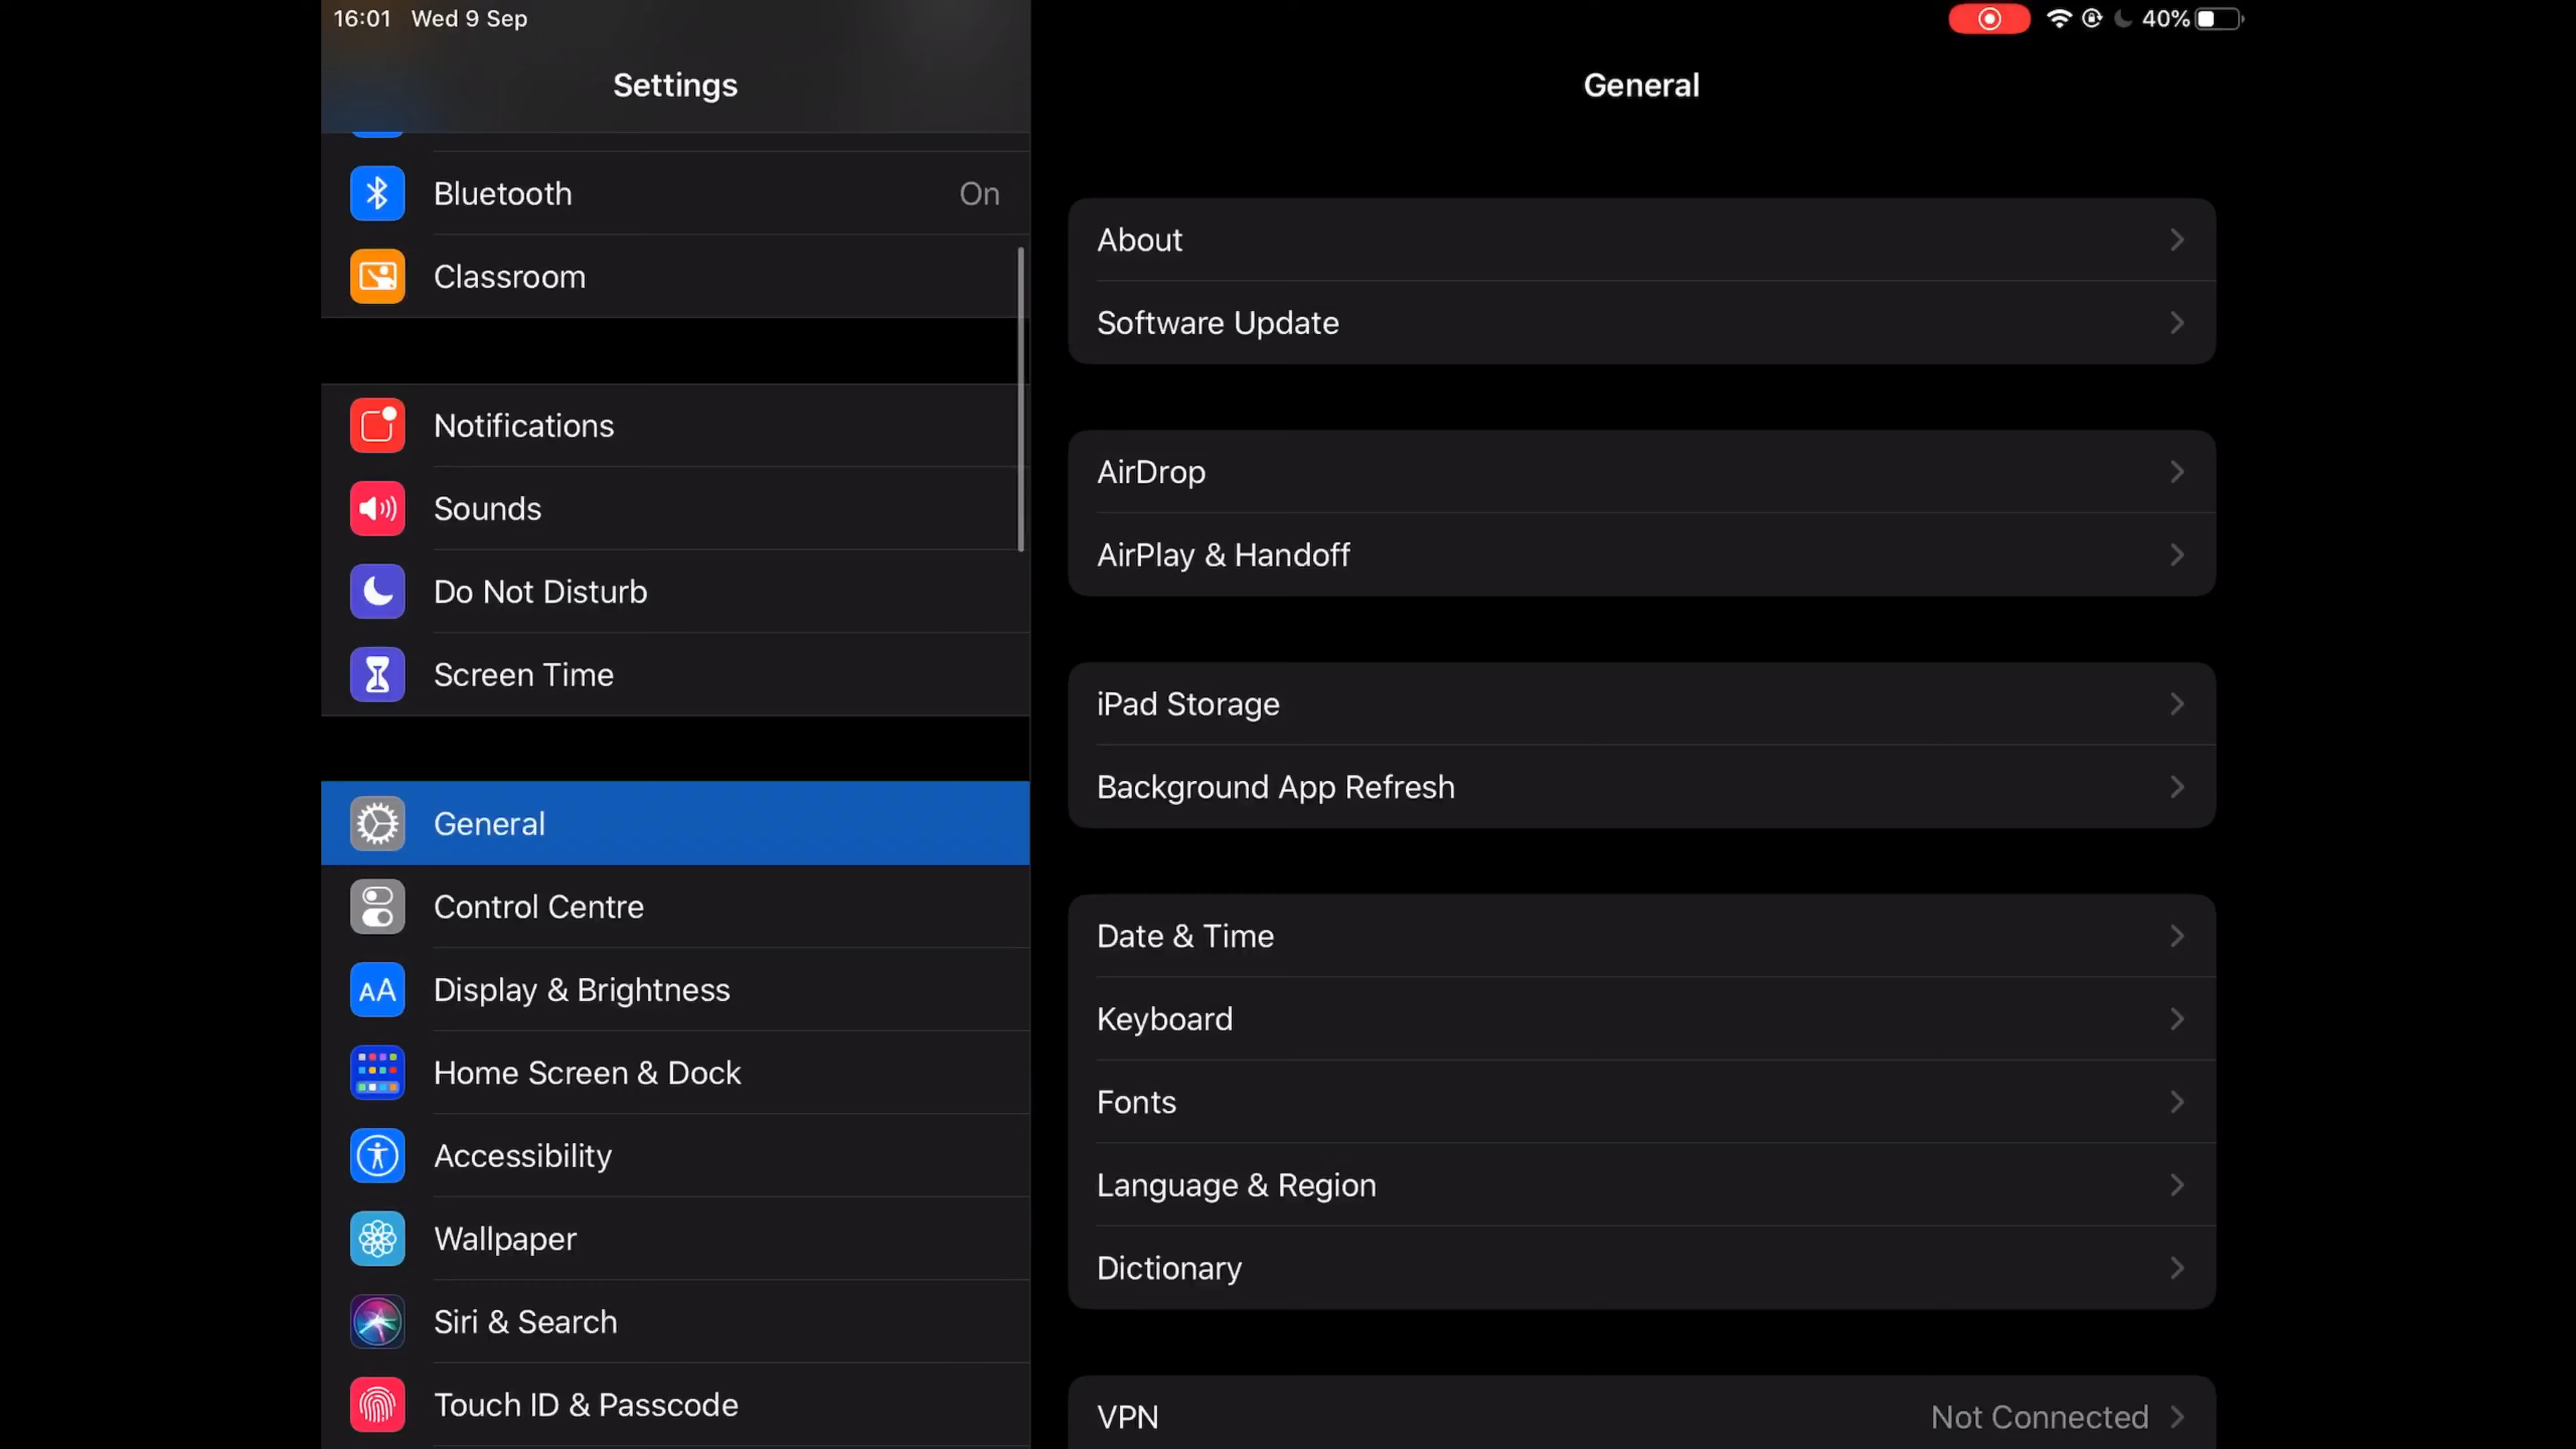 16:01 Wed 9 Sep
40%
Settings
Bluetooth On
Classroom
Notifications
Sounds
Do Not Disturb
Screen Time
General
Control Centre
AA Display & Brightness
Home Screen & Dock
Accessibility
Wallpaper
Siri & Search
Touch ID & Passcode
General
About
Software Update
AirDrop
AirPlay & Handoff
iPad Storage
Background App Refresh
Date & Time
Keyboard
Fonts
Language & Region
Dictionary
VPN Not Connected